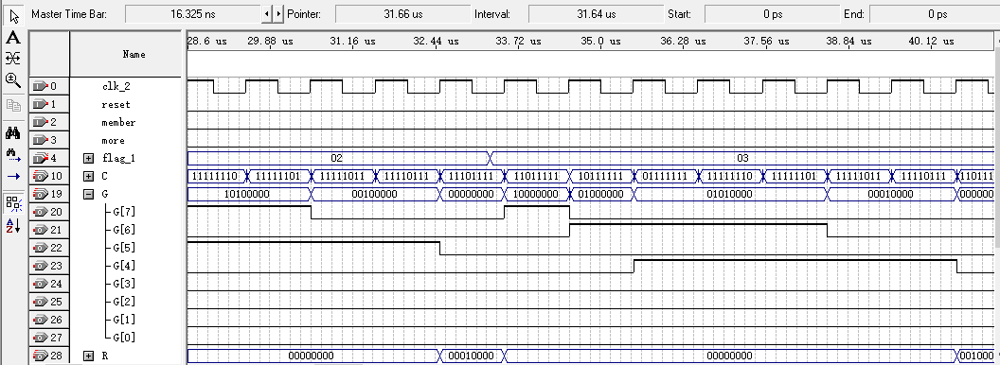 Master Time Bar: 16.325 ns Pointer: 31.66 us Interval: 31.64 us Start: 0 ps End: 0 ps
Name
28.6 us 29.88 us 31.16 us 32.44 us 33.72 us 35.0 us 36.28 us 37.56 us 38.84 us 40.12 us
0 clk_2
1 reset
2 member
3 more
4 flag_1 02 03
10 C 11111110 11111101 11111011 11110111 11101111 11011111 10111111 01111111 11111110 11111101 11111011 11110111 1110111
19 G 10100000 00100000 00000000 10000000 01000000 01010000 00010000 000000
20 G[7]
21 G[6]
22 G[5]
23 G[4]
24 G[3]
25 G[2]
26 G[1]
27 G[0]
28 R 00000000 00010000 00000000 001000